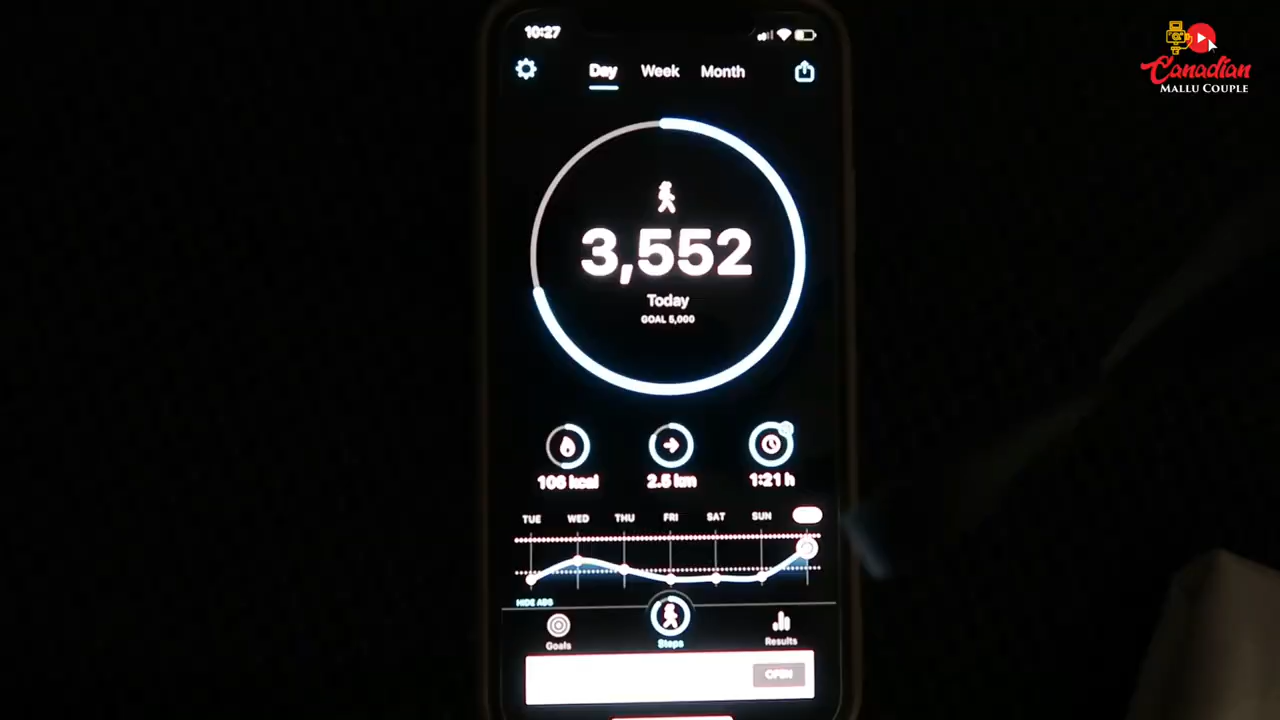 10:27
Day Week Month
3,552
Today
GOAL 5,000
106 kcal 2.5 km 1:21 h
TUE WED THU FRI SAT SUN
HIDE ADS
Goals Steps Results
OPEN
Canadian
MALLU COUPLE